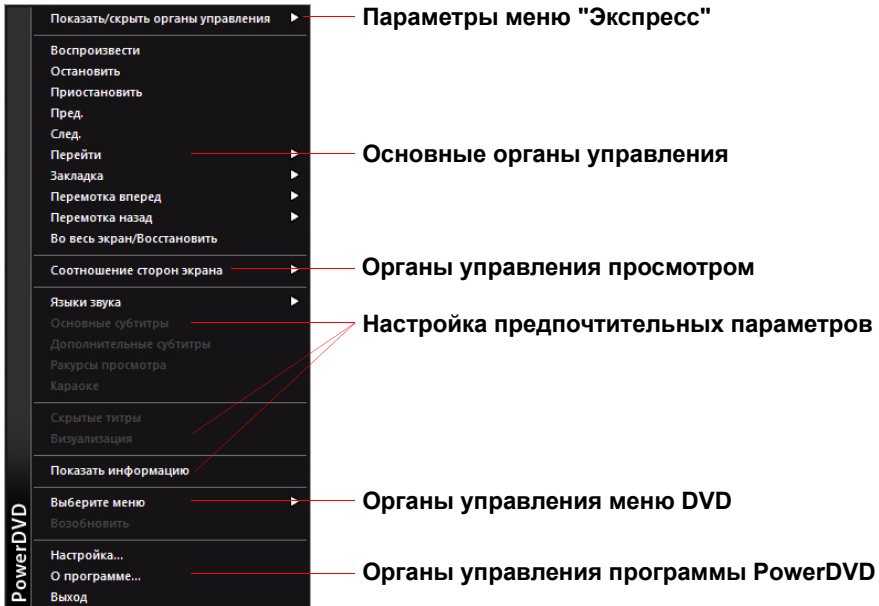 Показать/скрыть органы управления
Параметры меню "Экспресс"
Воспроизвести
Остановить
Приостановить
Пред.
След.
Перейти
Основные органы управления
Закладка
Перемотка вперед
Перемотка назад
Во весь экран/Восстановить
Соотношение сторон экрана
Органы управления просмотром
Языки звука
Основные субтитры
Настройка предпочтительных параметров
Дополнительные субтитры
Ракурсы просмотра
Караоке
Скрытые титры
Визуализация
Показать информацию
Выберите меню
Органы управления меню DVD
Возобновить
Настройка...
О программе...
Органы управления программы PowerDVD
Выход
PowerDVD